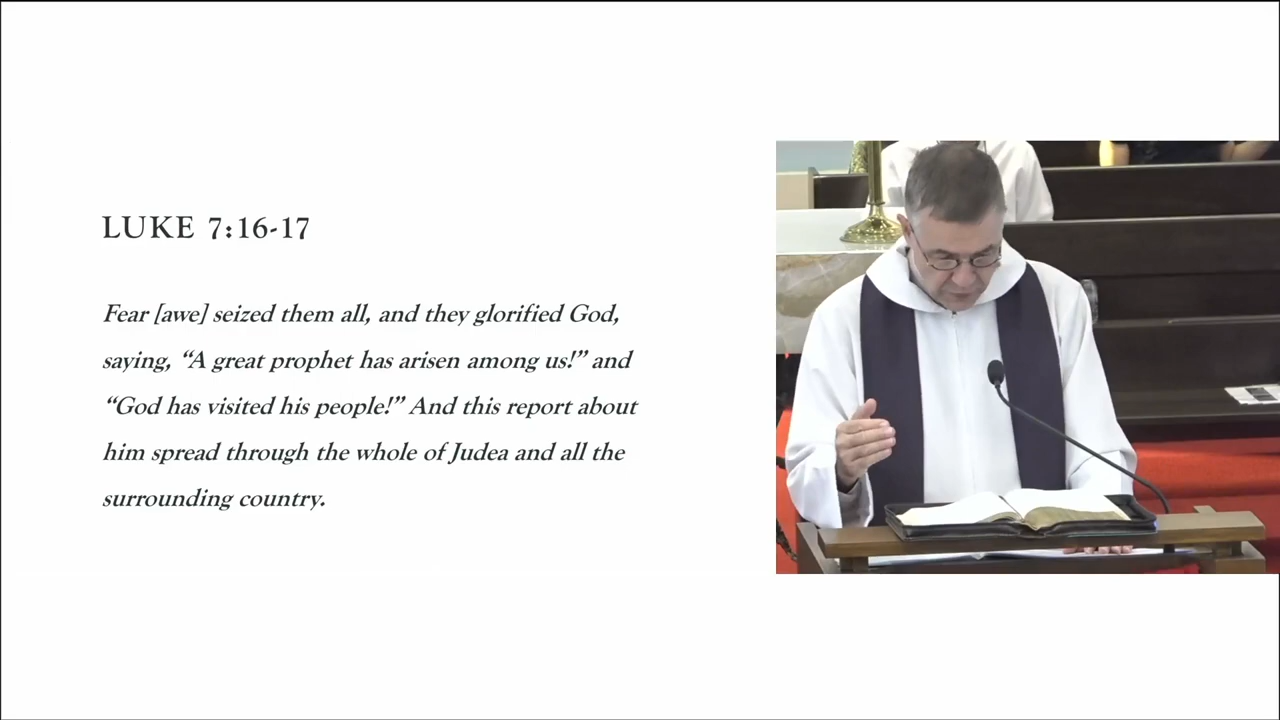 LUKE 7:16-17
Fear [awe] seized them all, and they glorified God,
saying, “A great prophet has arisen among us!” and
“God has visited his people!” And this report about
him spread through the whole of Judea and all the
surrounding country.